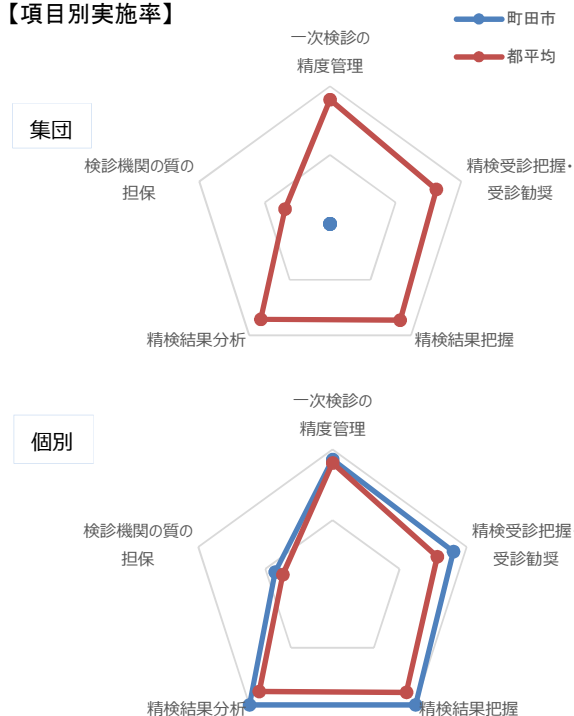 【項目別実施率】
町田市
都平均
集団
一次検診の
精度管理
精検受診把握・
受診勧奨
精検結果把握
精検結果分析
検診機関の質の
担保
個別
一次検診の
精度管理
精検受診把握
受診勧奨
精検結果把握
精検結果分析
検診機関の質の
担保